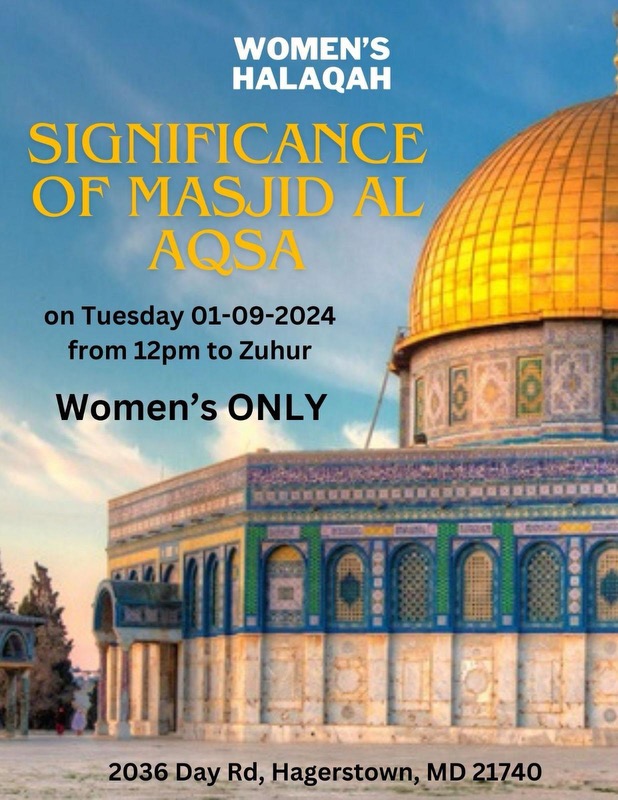 WOMEN'S
HALAQAH
SIGNIFICANCE
OF MASJID AL
AQSA
on Tuesday 01-09-2024
from 12pm to Zuhur
Women's ONLY
2036 Day Rd, Hagerstown, MD 21740